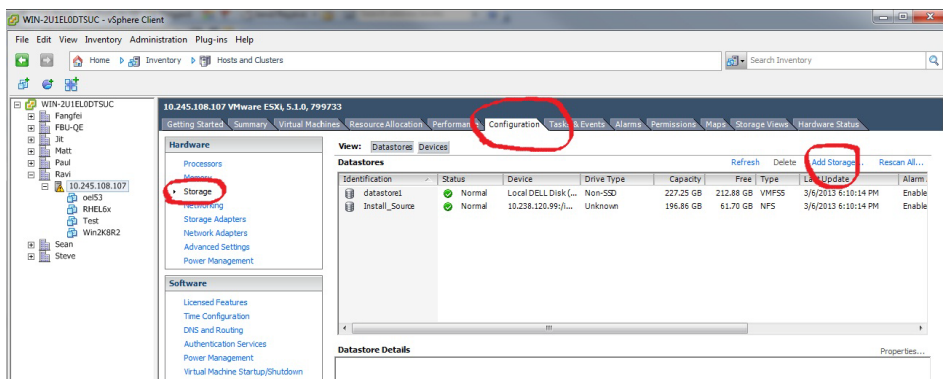 WIN-2U1EL0DTSUC - vSphere Client
File Edit View Inventory Administration Plug-ins Help
Home Inventory Hosts and Clusters Search Inventory
WIN-2U1EL0DTSUC
Fangfei
FBU-QE
Jit
Matt
Paul
Ravi
10.245.108.107
oel53
RHEL6x
Test
Win2K8R2
Sean
Steve
10.245.108.107 VMware ESXi, 5.1.0, 799733
Getting Started Summary Virtual Machines Resource Allocation Performance Configuration Tasks & Events Alarms Permissions Maps Storage Views Hardware Status
Hardware
Processors
Memory
Storage
Networking
Storage Adapters
Network Adapters
Advanced Settings
Power Management
Software
Licensed Features
Time Configuration
DNS and Routing
Authentication Services
Power Management
Virtual Machine Startup/Shutdown
View: Datastores Devices
Datastores Refresh Delete Add Storage... Rescan All...
Identification Status Device Drive Type Capacity Free Type Last Update Alarm
datastore1 Normal Local DELL Disk (... Non-SSD 227.25 GB 212.88 GB VMFS5 3/6/2013 6:10:14 PM Enable
Install_Source Normal 10.238.120.99:/i... Unknown 196.86 GB 61.70 GB NFS 3/6/2013 6:10:14 PM Enable
Datastore Details Properties...